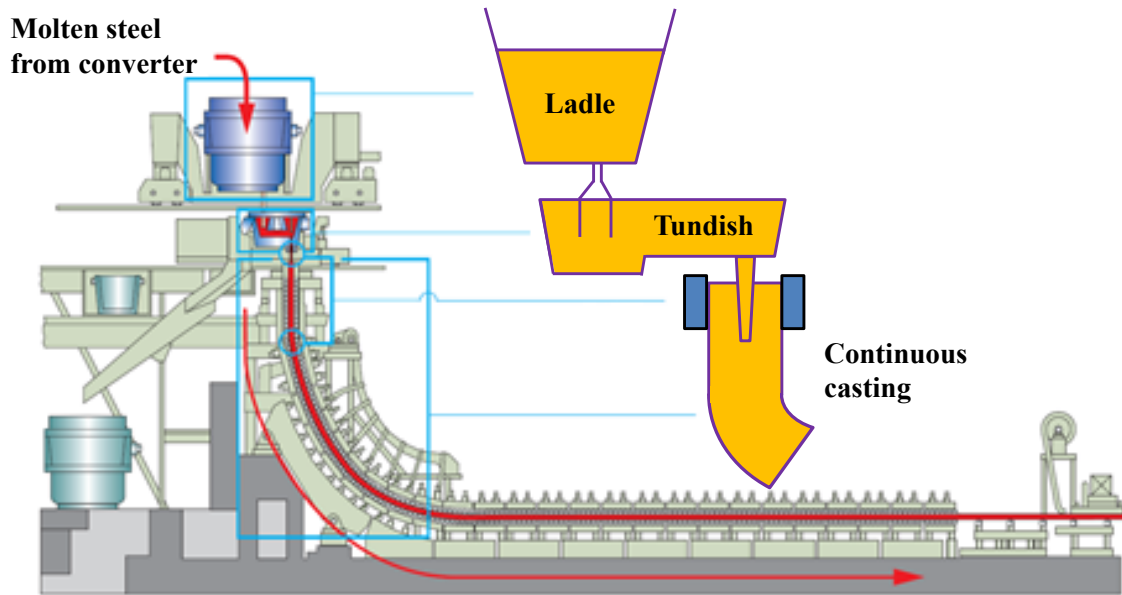 Molten steel
from converter
Ladle
Tundish
Continuous
casting